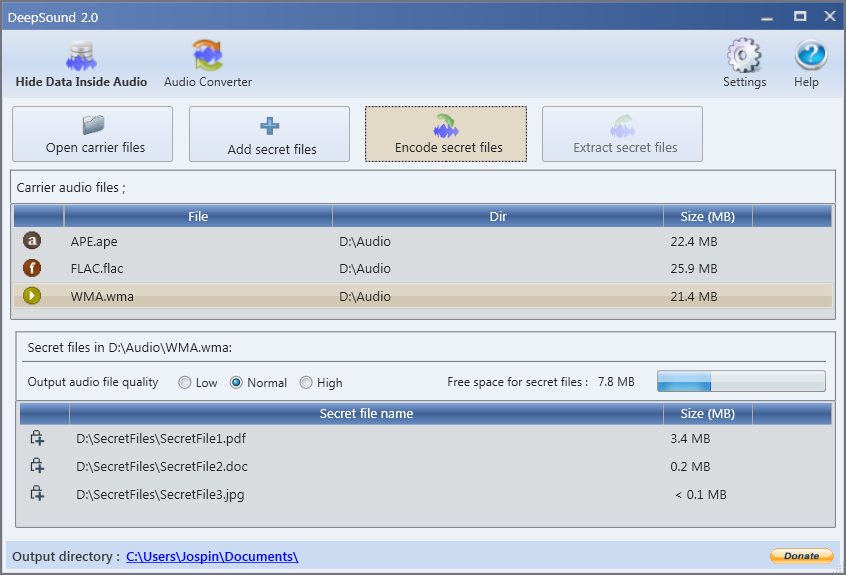 DeepSound 2.0
Hide Data Inside Audio
Audio Converter
Settings
Help
Open carrier files
Add secret files
Encode secret files
Extract secret files
Carrier audio files ;
File Dir Size (MB)
a APE.ape D:\Audio 22.4 MB
f FLAC.flac D:\Audio 25.9 MB
WMA.wma D:\Audio 21.4 MB
Secret files in D:\Audio\WMA.wma:
Output audio file quality Low Normal High Free space for secret files : 7.8 MB
Secret file name Size (MB)
D:\SecretFiles\SecretFile1.pdf 3.4 MB
D:\SecretFiles\SecretFile2.doc 0.2 MB
D:\SecretFiles\SecretFile3.jpg < 0.1 MB
Output directory : C:\Users\Jospin\Documents\ Donate